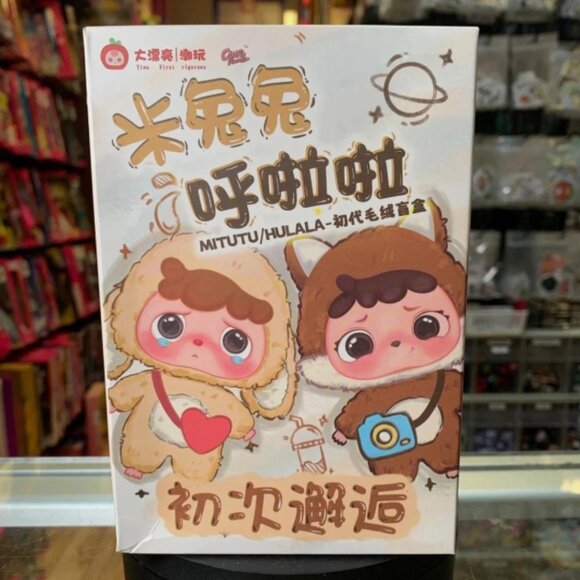 大漂亮|潮玩
Yive First rigorous
米兔兔
呼啦啦
MITUTU/HULALA-初代毛绒盲盒
初次邂逅